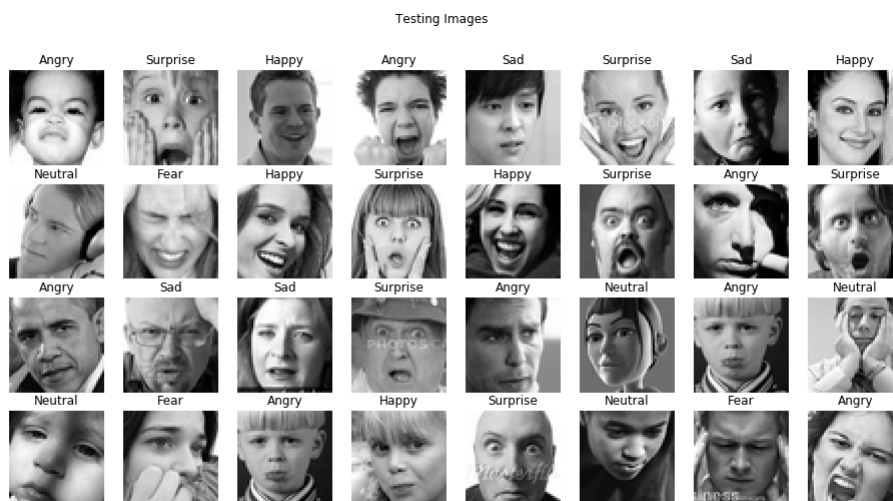 Testing Images
Angry Surprise Happy Angry Sad Surprise Sad Happy
Neutral Fear Happy Surprise Happy Surprise Angry Surprise
Angry Sad Sad Surprise Angry Neutral Angry Neutral
PHOTOS
Neutral Fear Angry Happy Surprise Neutral Fear Angry